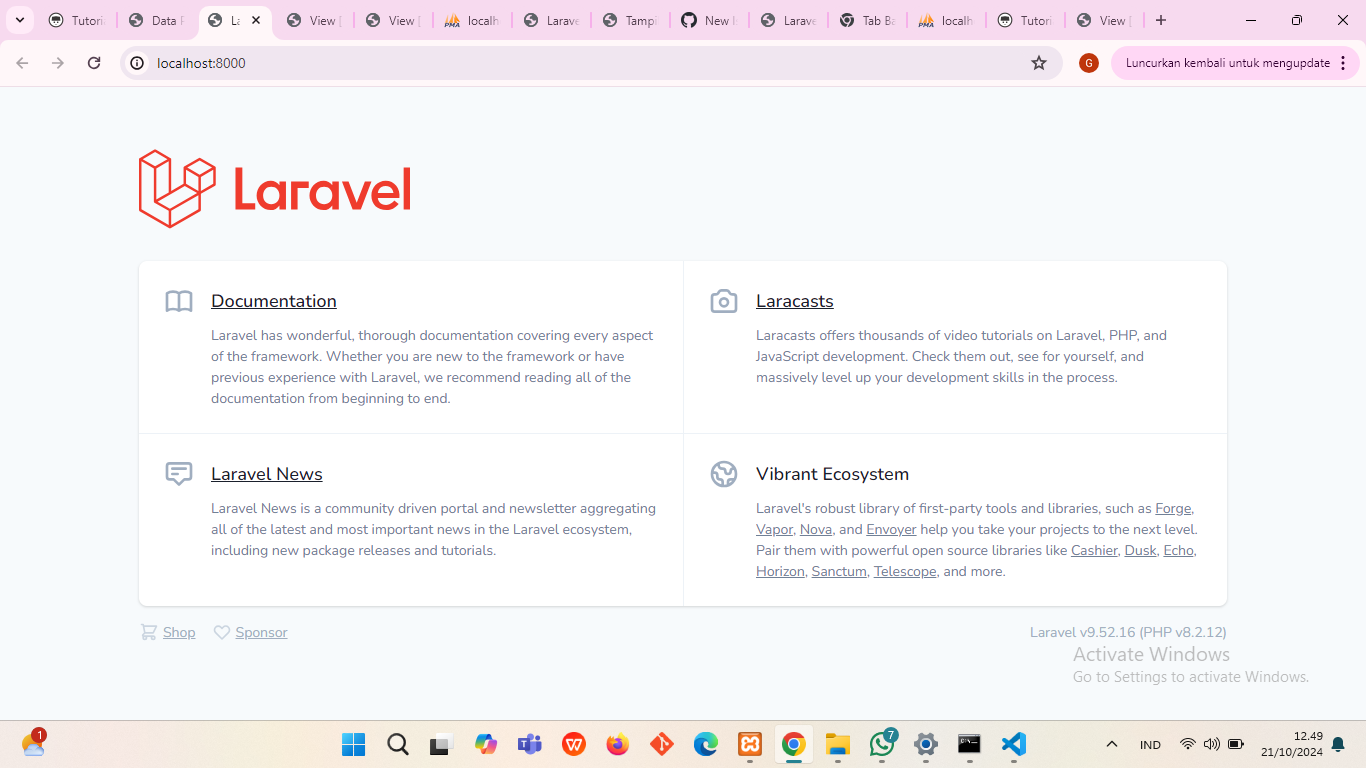 Tutori
Data P
La
View [
View [
localh
Larave
Tampi
New Is
Larave
Tab Ba
localh
Tutori
View [
localhost:8000
G
Luncurkan kembali untuk mengupdate
Laravel
Documentation
Laravel has wonderful, thorough documentation covering every aspect
of the framework. Whether you are new to the framework or have
previous experience with Laravel, we recommend reading all of the
documentation from beginning to end.
Laracasts
Laracasts offers thousands of video tutorials on Laravel, PHP, and
JavaScript development. Check them out, see for yourself, and
massively level up your development skills in the process.
Laravel News
Laravel News is a community driven portal and newsletter aggregating
all of the latest and most important news in the Laravel ecosystem,
including new package releases and tutorials.
Vibrant Ecosystem
Laravel's robust library of first-party tools and libraries, such as Forge,
Vapor, Nova, and Envoyer help you take your projects to the next level.
Pair them with powerful open source libraries like Cashier, Dusk, Echo,
Horizon, Sanctum, Telescope, and more.
Shop
Sponsor
Laravel v9.52.16 (PHP v8.2.12)
Activate Windows
Go to Settings to activate Windows.
1
7
IND
12.49
21/10/2024